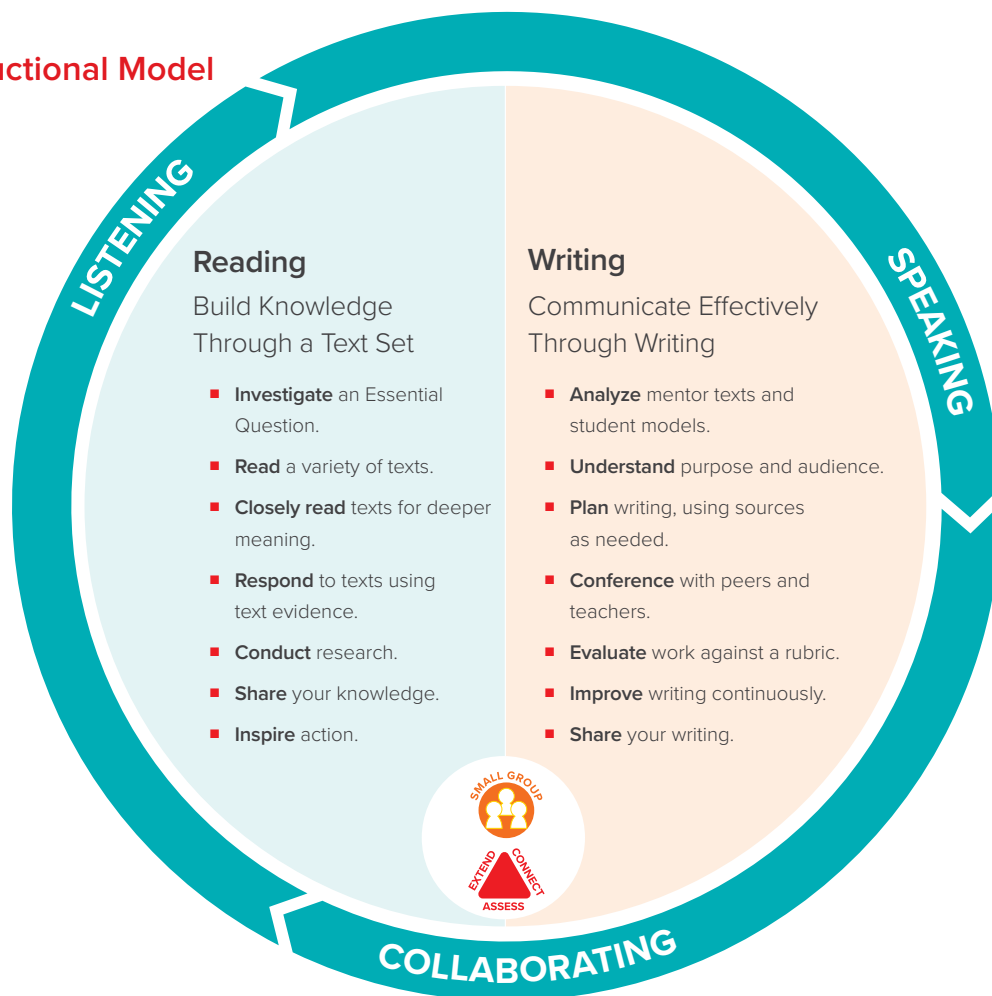 uctional Model
LISTENING
SPEAKING
Reading
Build Knowledge
Through a Text Set
Investigate an Essential
Question.
Read a variety of texts.
Closely read texts for deeper
meaning.
Respond to texts using
text evidence.
Conduct research.
Share your knowledge.
Inspire action.
Writing
Communicate Effectively
Through Writing
Analyze mentor texts and
student models.
Understand purpose and audience.
Plan writing, using sources
as needed.
Conference with peers and
teachers.
Evaluate work against a rubric.
Improve writing continuously.
Share your writing.
SMALL GROUP
EXTEND
CONNECT
ASSESS
COLLABORATING